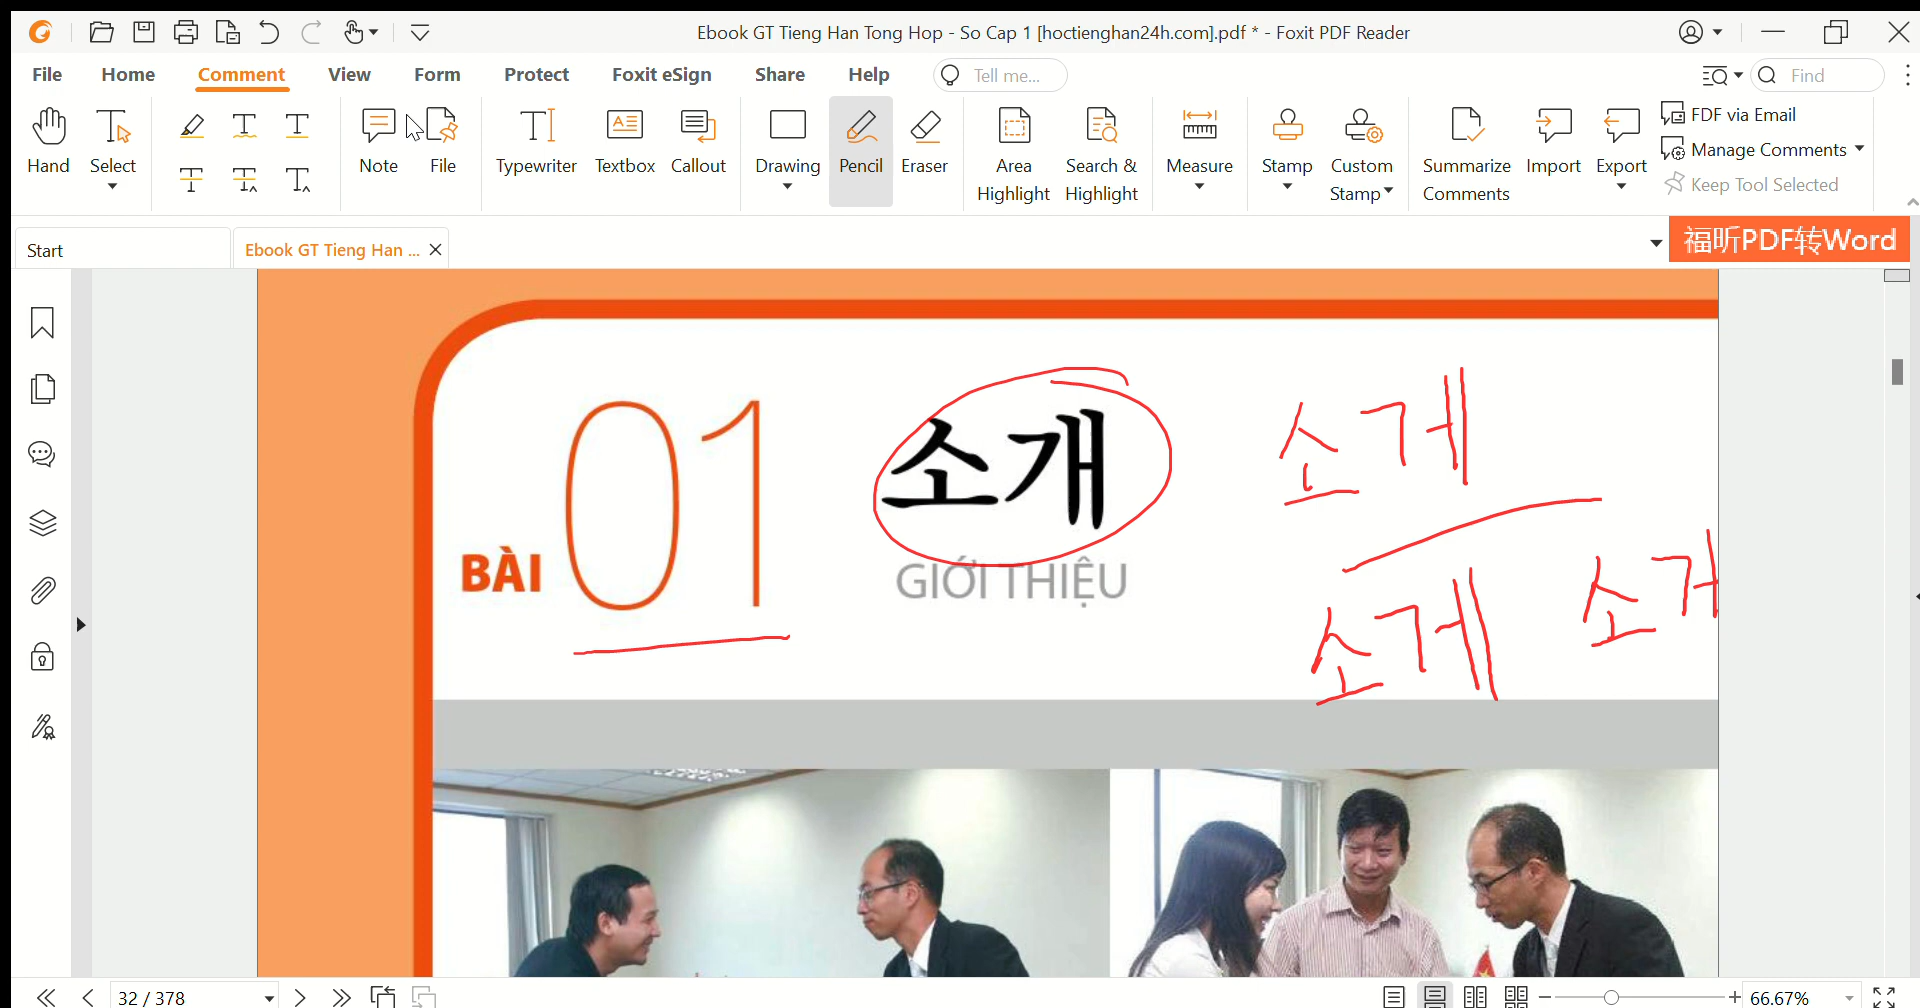 Ebook GT Tieng Han Tong Hop - So Cap 1 [hoctienghan24h.com].pdf * - Foxit PDF Reader
File Home Comment View Form Protect Foxit eSign Share Help Tell me... Find
Hand Select Note File Typewriter Textbox Callout Drawing Pencil Eraser Area Highlight Search & Highlight Measure Stamp Custom Stamp Summarize Comments Import Export
FDF via Email
Manage Comments
Keep Tool Selected
Start Ebook GT Tieng Han ... 福昕PDF转Word
BÀI 01 소개 소개
GIỚI THIỆU
소개 소가
32 / 378 66.67%